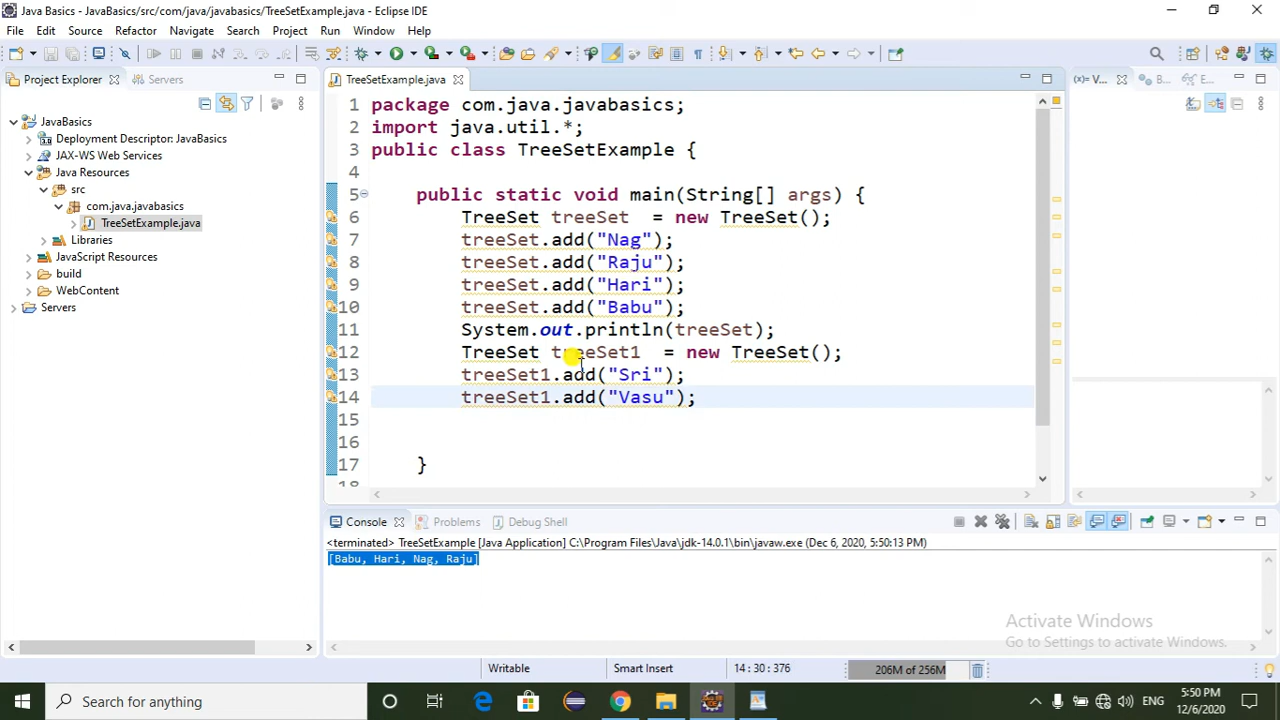 Java Basics - JavaBasics/src/com/java/javabasics/TreeSetExample.java - Eclipse IDE
File Edit Source Refactor Navigate Search Project Run Window Help
Project Explorer
Servers
JavaBasics
Deployment Descriptor: JavaBasics
JAX-WS Web Services
Java Resources
src
com.java.javabasics
TreeSetExample.java
Libraries
JavaScript Resources
build
WebContent
Servers
TreeSetExample.java
1 package com.java.javabasics;
2 import java.util.*;
3 public class TreeSetExample {
4
5 public static void main(String[] args) {
6 TreeSet treeSet = new TreeSet();
7 treeSet.add("Nag");
8 treeSet.add("Raju");
9 treeSet.add("Hari");
10 treeSet.add("Babu");
11 System.out.println(treeSet);
12 TreeSet treeSet1 = new TreeSet();
13 treeSet1.add("Sri");
14 treeSet1.add("Vasu");
15
16
17 }
18
(x)= V...
B...
E...
Console Problems Debug Shell
<terminated> TreeSetExample [Java Application] C:\Program Files\Java\jdk-14.0.1\bin\javaw.exe (Dec 6, 2020, 5:50:13 PM)
[Babu, Hari, Nag, Raju]
Activate Windows
Go to Settings to activate Windows.
Writable Smart Insert 14 : 30 : 376 206M of 256M
Search for anything
ENG
5:50 PM
12/6/2020